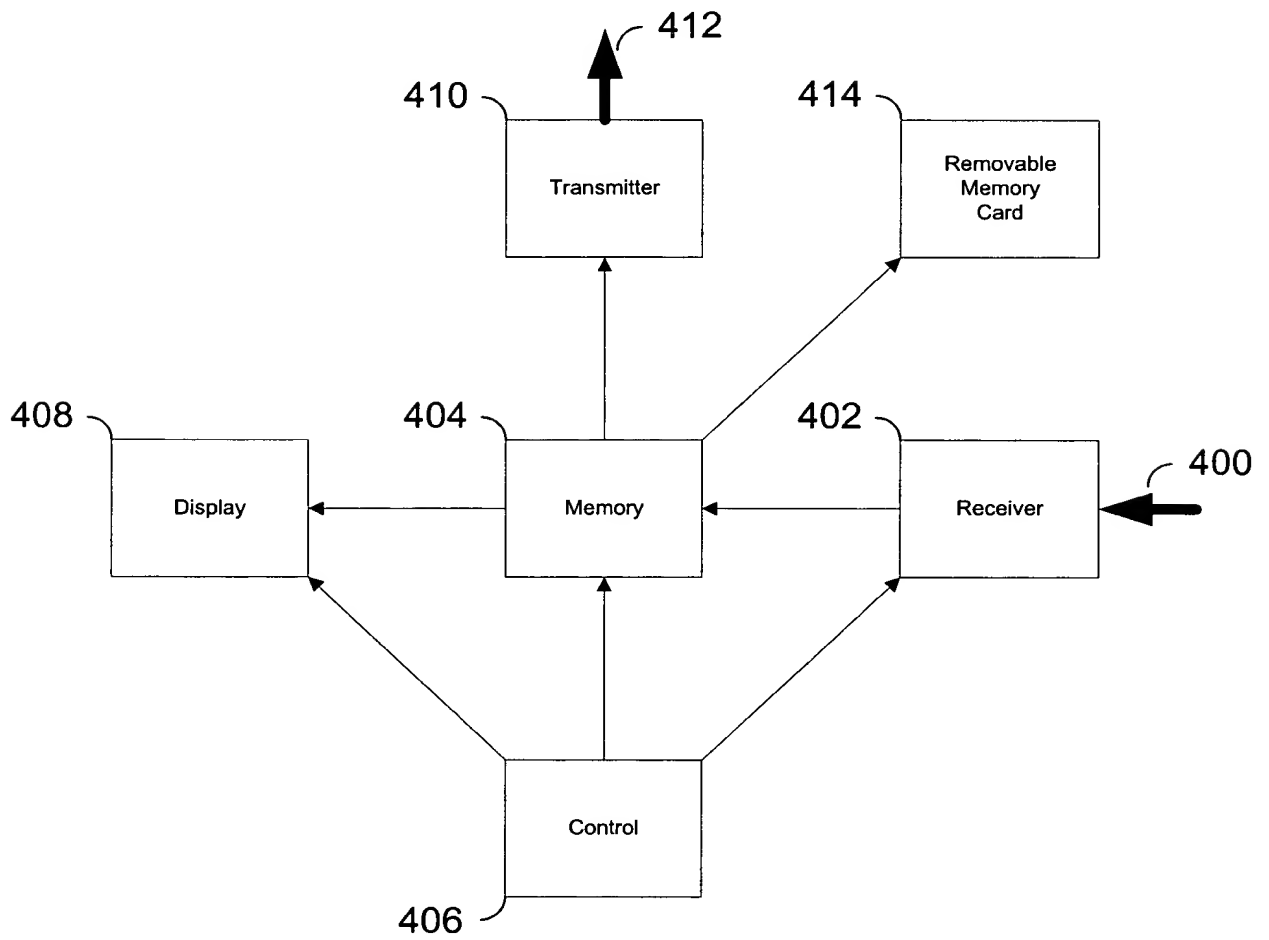 412
410
414
Transmitter
Removable
Memory
Card
408
404
402
400
Display
Memory
Receiver
Control
406